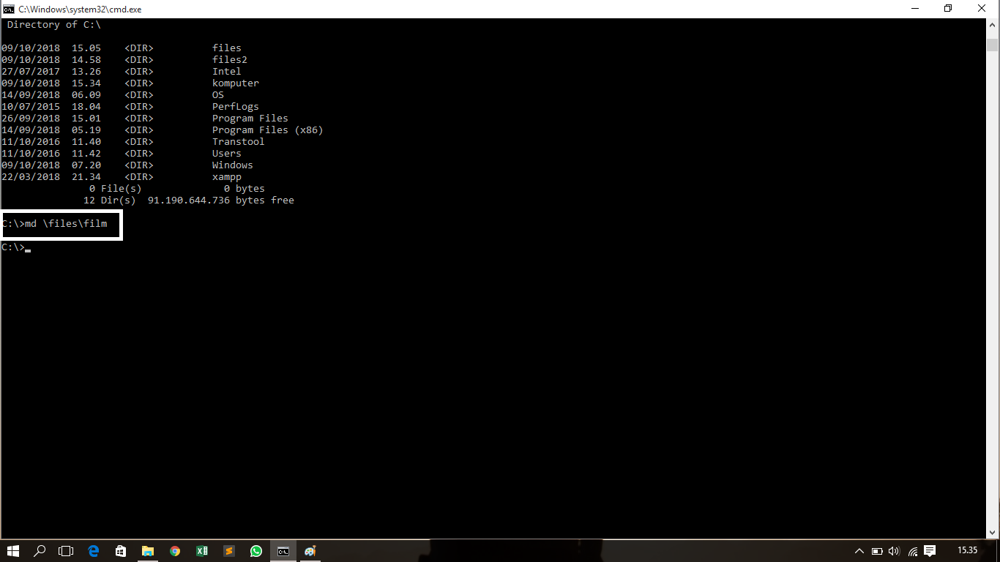 C:\Windows\system32\cmd.exe
Directory of C:\
09/10/2018  15.05    <DIR>          files
09/10/2018  14.58    <DIR>          files2
27/07/2017  13.26    <DIR>          Intel
09/10/2018  15.34    <DIR>          komputer
14/09/2018  06.09    <DIR>          OS
10/07/2015  18.04    <DIR>          PerfLogs
26/09/2018  15.01    <DIR>          Program Files
14/09/2018  05.19    <DIR>          Program Files (x86)
11/10/2016  11.40    <DIR>          Transtool
11/10/2016  11.42    <DIR>          Users
09/10/2018  07.20    <DIR>          Windows
22/03/2018  21.34    <DIR>          xampp
0 File(s)              0 bytes
12 Dir(s)  91.190.644.736 bytes free
C:\>md \files\film
C:\>_
15.35